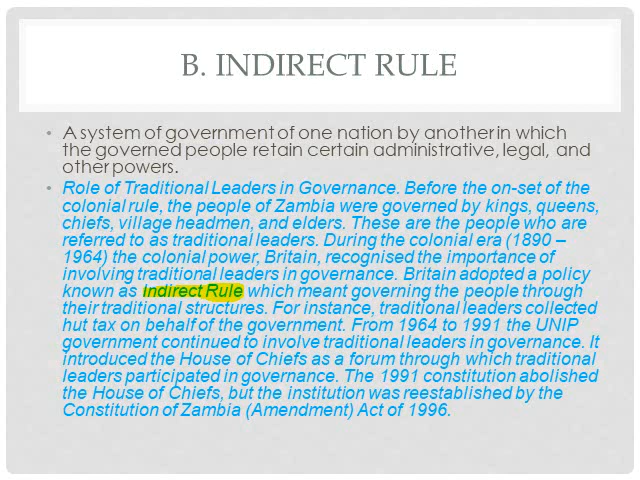 B. INDIRECT RULE
• A system of government of one nation by another in which
the governed people retain certain administrative, legal, and
other powers.
• Role of Traditional Leaders in Governance. Before the on-set of the
colonial rule, the people of Zambia were governed by kings, queens,
chiefs, village headmen, and elders. These are the people who are
referred to as traditional leaders. During the colonial era (1890 –
1964) the colonial power, Britain, recognised the importance of
involving traditional leaders in governance. Britain adopted a policy
known as Indirect Rule which meant governing the people through
their traditional structures. For instance, traditional leaders collected
hut tax on behalf of the government. From 1964 to 1991 the UNIP
government continued to involve traditional leaders in governance. It
introduced the House of Chiefs as a forum through which traditional
leaders participated in governance. The 1991 constitution abolished
the House of Chiefs, but the institution was reestablished by the
Constitution of Zambia (Amendment) Act of 1996.